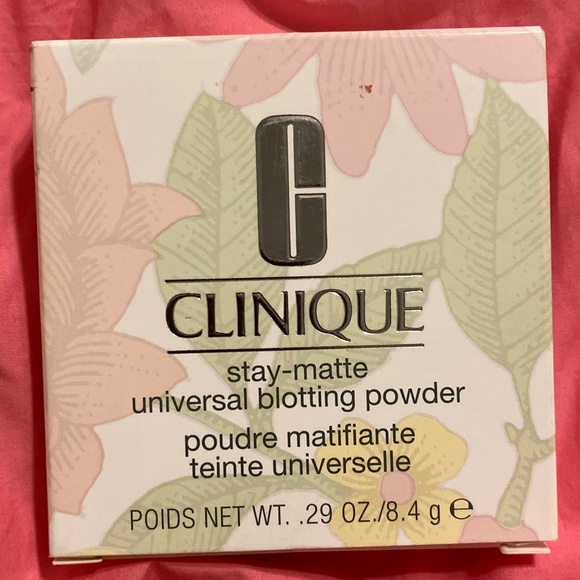 C
CLINIQUE
stay-matte
universal blotting powder
poudre matifiante
teinte universelle
POIDS NET WT. .29 OZ./8.4 g ℮